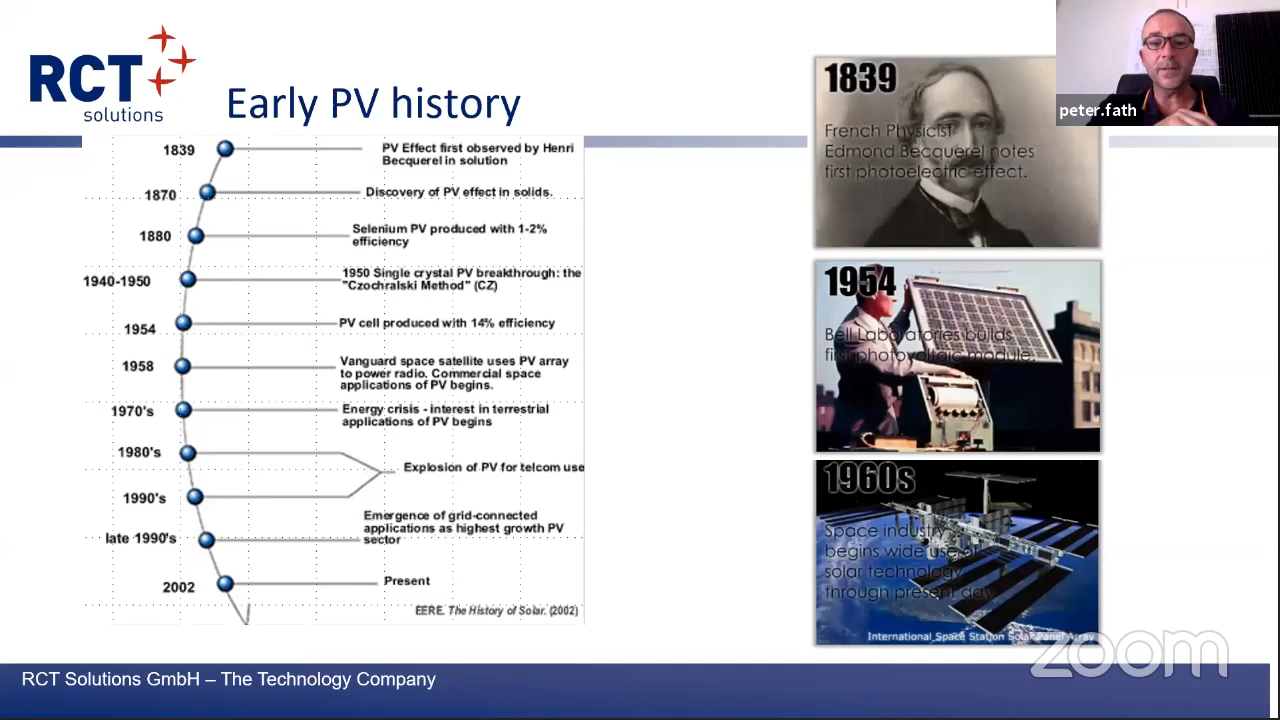 RCT
solutions
Early PV history
1839
PV Effect first observed by Henri
Becquerel in solution
1870
Discovery of PV effect in solids.
1880
Selenium PV produced with 1-2%
efficiency
1940-1950
1950 Single crystal PV breakthrough: the
"Czochralski Method" (CZ)
1954
PV cell produced with 14% efficiency
1958
Vanguard space satellite uses PV array
to power radio. Commercial space
applications of PV begins.
1970's
Energy crisis - interest in terrestrial
applications of PV begins
1980's
Explosion of PV for telcom use
1990's
late 1990's
Emergence of grid-connected
applications as highest growth PV
sector
2002
Present
EERE. The History of Solar. (2002)
1839
French Physicist
Edmond Becquerel notes
first photoelectric effect.
1954
Bell Laboratories builds
first photovoltaic module.
1960s
Space industry
begins wide use of
solar technology
through present day.
International Space Station Solar Panel Array
peter.fath
zoom
RCT Solutions GmbH – The Technology Company